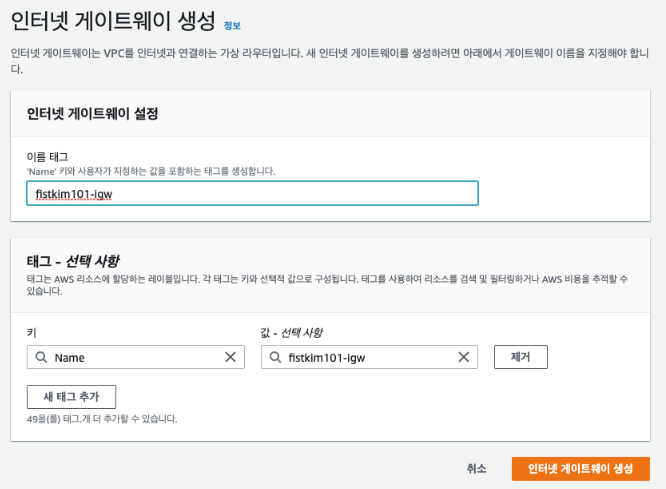 인터넷 게이트웨이 생성 정보
인터넷 게이트웨이는 VPC를 인터넷과 연결하는 가상 라우터입니다. 새 인터넷 게이트웨이를 생성하려면 아래에서 게이트웨이 이름을 지정해야 합니
다.
인터넷 게이트웨이 설정
이름 태그
'Name' 키와 사용자가 지정하는 값을 포함하는 태그를 생성합니다.
fistkim101-igw
태그 - 선택 사항
태그는 AWS 리소스에 할당하는 레이블입니다. 각 태그는 키와 선택적 값으로 구성됩니다. 태그를 사용하여 리소스를 검색 및 필터링하거나 AWS 비용을 추적할 수
있습니다.
키 값 - 선택 사항
Name fistkim101-igw 제거
새 태그 추가
49을(를) 태그.개 더 추가할 수 있습니다.
취소 인터넷 게이트웨이 생성